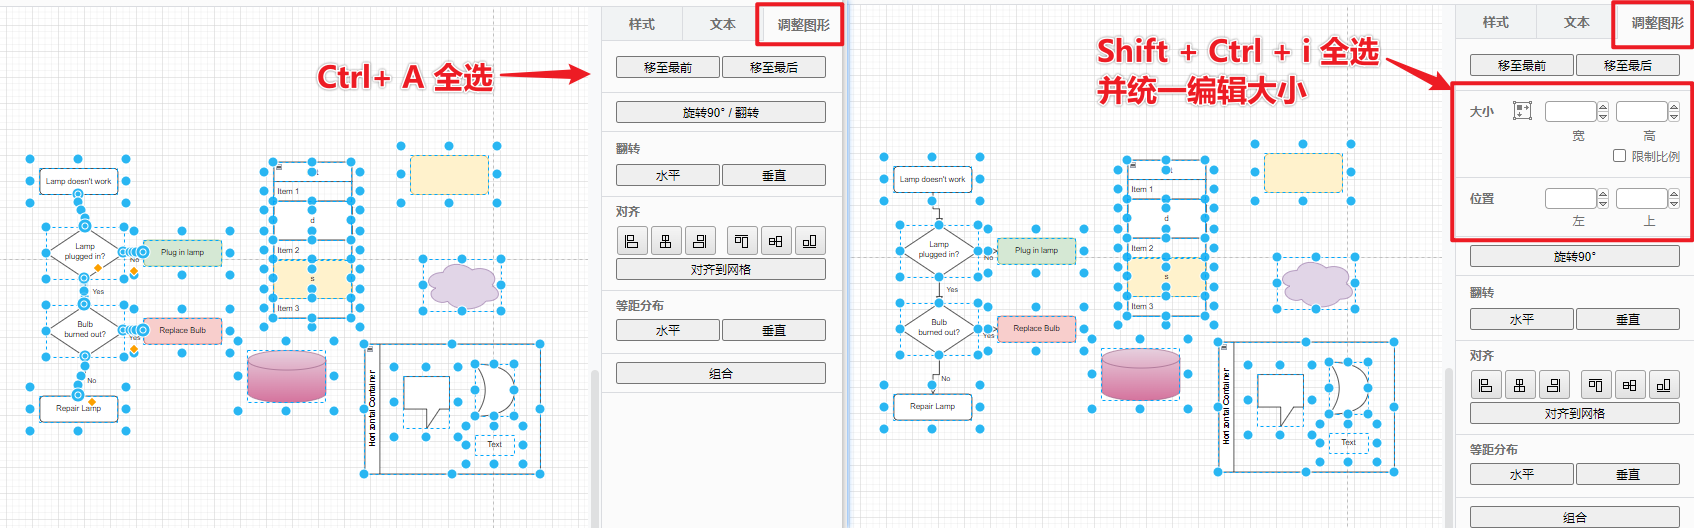 样式
文本
调整图形
Ctrl+ A 全选
移至最前
移至最后
旋转90° / 翻转
翻转
水平
垂直
对齐
对齐到网格
等距分布
水平
垂直
组合
Lamp doesn't work
Lamp
plugged in?
No
Plug in lamp
Yes
Bulb
burned out?
Yes
Replace Bulb
No
Repair Lamp
Item 1
d
Item 2
s
Item 3
Horizontal Container
Text
样式
文本
调整图形
Shift + Ctrl + i 全选
并统一编辑大小
移至最前
移至最后
大小
宽
高
限制比例
位置
左
上
旋转90°
翻转
水平
垂直
对齐
对齐到网格
等距分布
水平
垂直
组合
Lamp doesn't work
Lamp
plugged in?
No
Plug in lamp
Yes
Bulb
burned out?
Yes
Replace Bulb
No
Repair Lamp
Item 1
d
Item 2
s
Item 3
Horizontal Container
Text